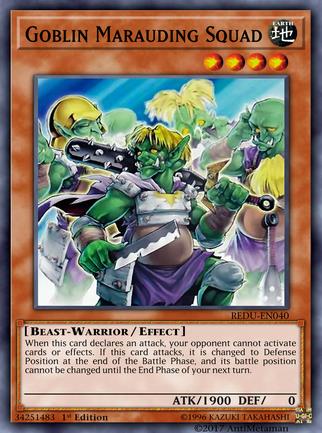 Goblin Marauding Squad
EARTH
地
REDU-EN040
[Beast-Warrior / Effect]
When this card declares an attack, your opponent cannot activate
cards or effects. If this card attacks, it is changed to Defense
Position at the end of the Battle Phase, and its battle position
cannot be changed until the End Phase of your next turn.
ATK/1900 DEF/ 0
34251483 1st Edition ©1996 KAZUKI TAKAHASHI
©2017 AntiMetaman